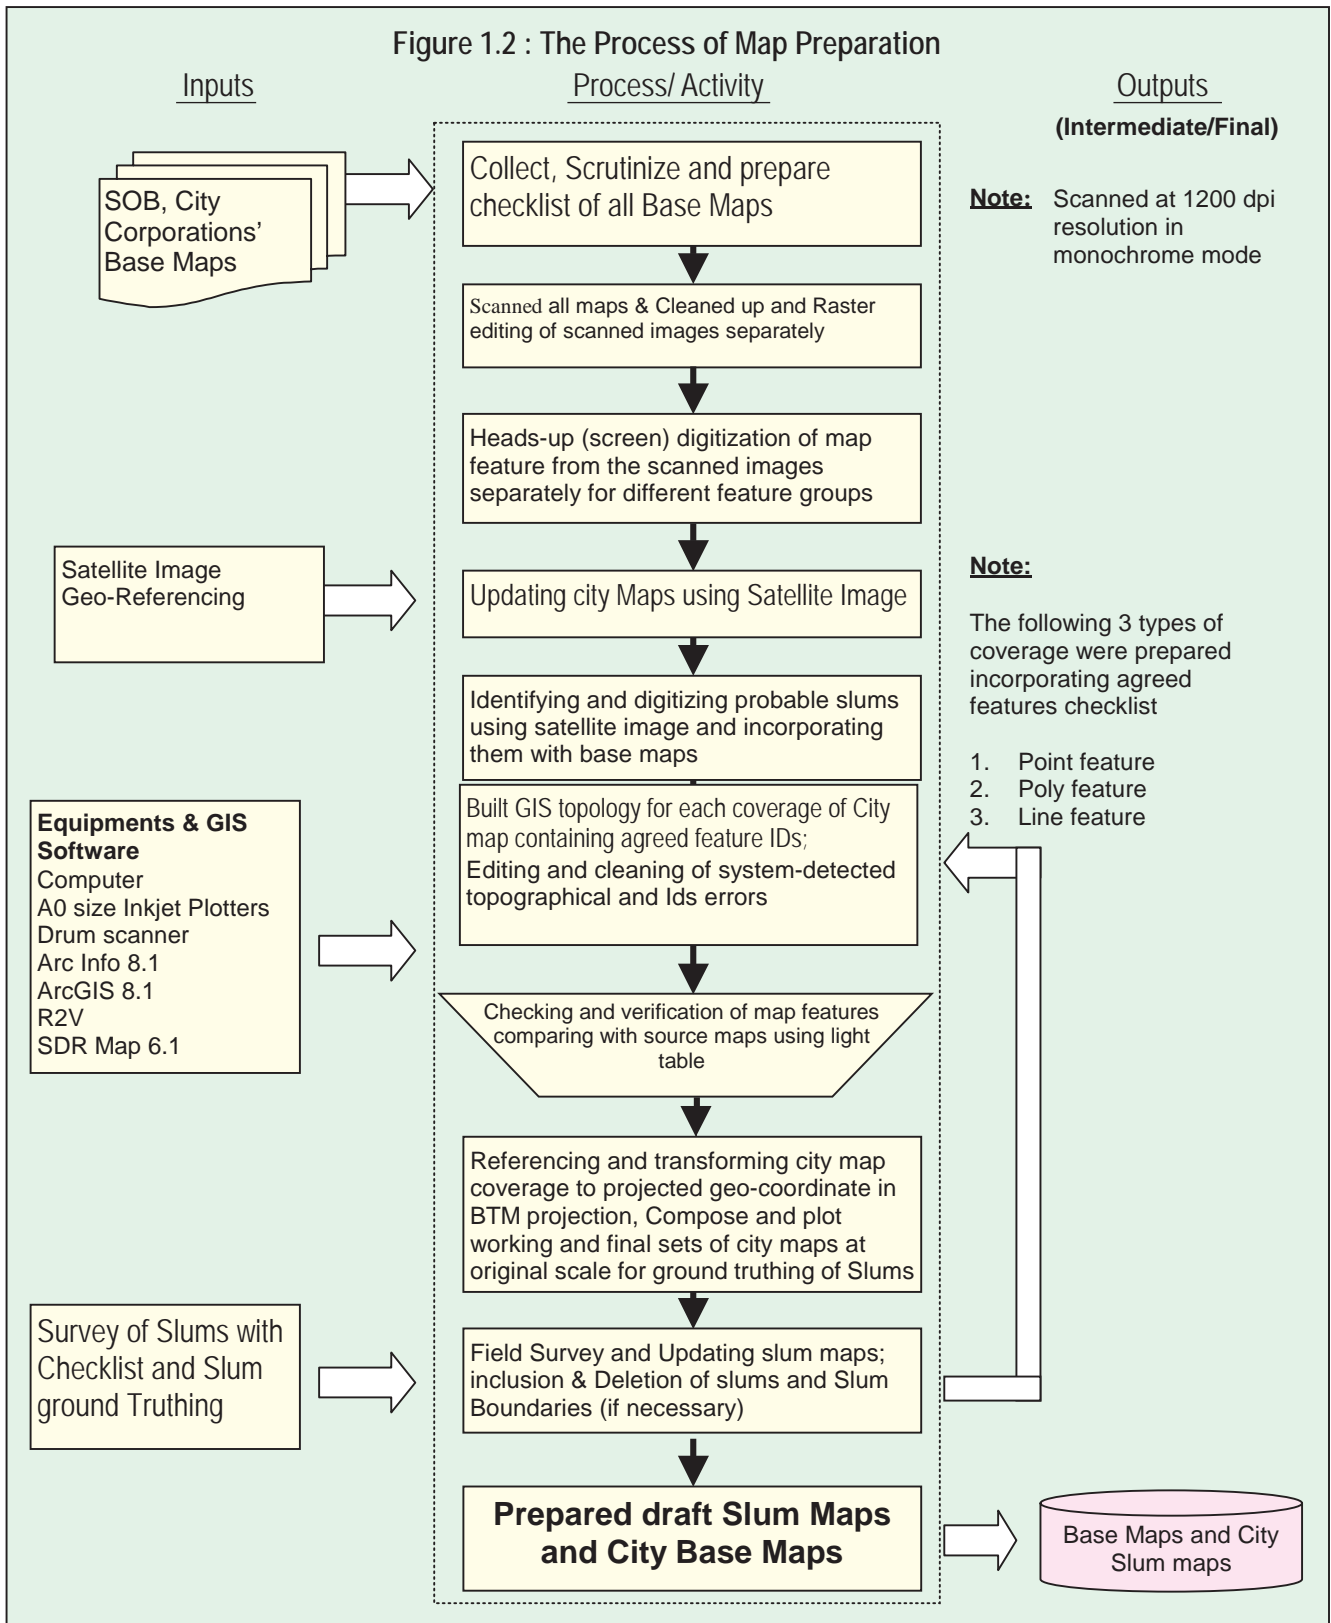 Figure 1.2 : The Process of Map Preparation
Inputs
Process/ Activity
Outputs
(Intermediate/Final)
SOB, City
Corporations'
Base Maps
Collect, Scrutinize and prepare
checklist of all Base Maps
Note: Scanned at 1200 dpi
resolution in
monochrome mode
Scanned all maps & Cleaned up and Raster
editing of scanned images separately
Heads-up (screen) digitization of map
feature from the scanned images
separately for different feature groups
Satellite Image
Geo-Referencing
Updating city Maps using Satellite Image
Note:
The following 3 types of
coverage were prepared
incorporating agreed
features checklist
1. Point feature
2. Poly feature
3. Line feature
Identifying and digitizing probable slums
using satellite image and incorporating
them with base maps
Equipments & GIS
Software
Computer
A0 size Inkjet Plotters
Drum scanner
Arc Info 8.1
ArcGIS 8.1
R2V
SDR Map 6.1
Built GIS topology for each coverage of City
map containing agreed feature IDs;
Editing and cleaning of system-detected
topographical and Ids errors
Checking and verification of map features
comparing with source maps using light
table
Referencing and transforming city map
coverage to projected geo-coordinate in
BTM projection, Compose and plot
working and final sets of city maps at
original scale for ground truthing of Slums
Survey of Slums with
Checklist and Slum
ground Truthing
Field Survey and Updating slum maps;
inclusion & Deletion of slums and Slum
Boundaries (if necessary)
Prepared draft Slum Maps
and City Base Maps
Base Maps and City
Slum maps